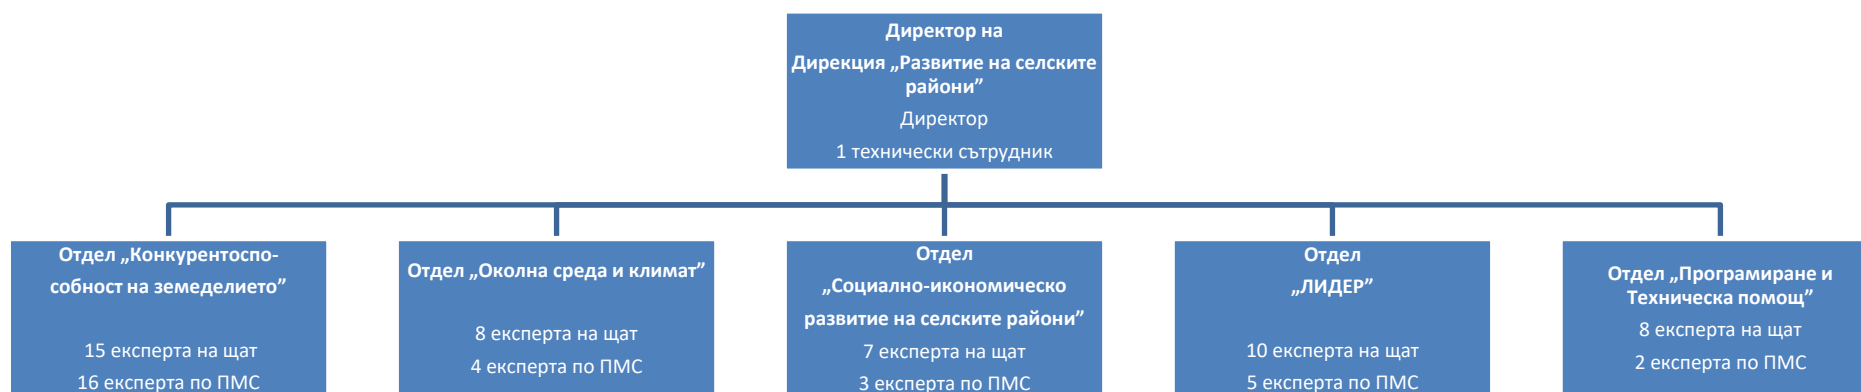 Директор на
Дирекция „Развитие на селските
райони”
Директор
1 технически сътрудник
Отдел „Конкурентоспо-
собност на земеделието”
15 експерта на щат
16 експерта по ПМС
Отдел „Околна среда и климат”
8 експерта на щат
4 експерта по ПМС
Отдел
„Социално-икономическо
развитие на селските райони”
7 експерта на щат
3 експерта по ПМС
Отдел
„ЛИДЕР”
10 експерта на щат
5 експерта по ПМС
Отдел „Програмиране и
Техническа помощ”
8 експерта на щат
2 експерта по ПМС